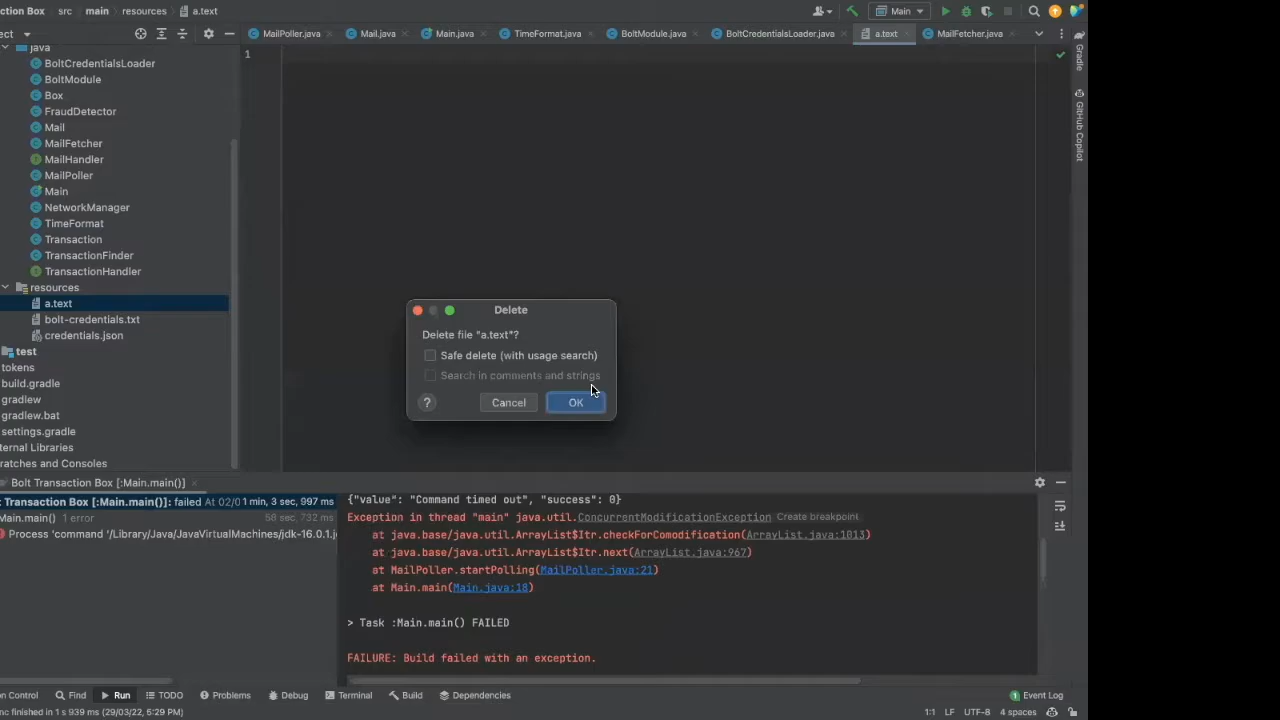 tion Box
src
main
resources
a.text
Main
ect
MailPoller.java
Mail.java
Main.java
TimeFormat.java
BoltModule.java
BoltCredentialsLoader.java
a.text
MailFetcher.java
java
BoltCredentialsLoader
BoltModule
Box
FraudDetector
Mail
MailFetcher
MailHandler
MailPoller
Main
NetworkManager
TimeFormat
Transaction
TransactionFinder
TransactionHandler
resources
a.text
bolt-credentials.txt
credentials.json
test
tokens
build.gradle
gradlew
gradlew.bat
settings.gradle
ternal Libraries
ratches and Consoles
1
Gradle
GitHub Copilot
Delete
Delete file "a.text"?
Safe delete (with usage search)
Search in comments and strings
?
Cancel
OK
Bolt Transaction Box [:Main.main()]
t Transaction Box [:Main.main()]: failed At 02/0 1 min, 3 sec, 997 ms
Main.main() 1 error 58 sec, 732 ms
Process 'command '/Library/Java/JavaVirtualMachines/jdk-16.0.1.j
{"value": "Command timed out", "success": 0}
Exception in thread "main" java.util.ConcurrentModificationException Create breakpoint
at java.base/java.util.ArrayList$Itr.checkForComodification(ArrayList.java:1013)
at java.base/java.util.ArrayList$Itr.next(ArrayList.java:967)
at MailPoller.startPolling(MailPoller.java:21)
at Main.main(Main.java:18)
> Task :Main.main() FAILED
FAILURE: Build failed with an exception.
on Control
Find
Run
TODO
Problems
Debug
Terminal
Build
Dependencies
1 Event Log
nc finished in 1 s 939 ms (29/03/22, 5:29 PM)
1:1 LF UTF-8 4 spaces